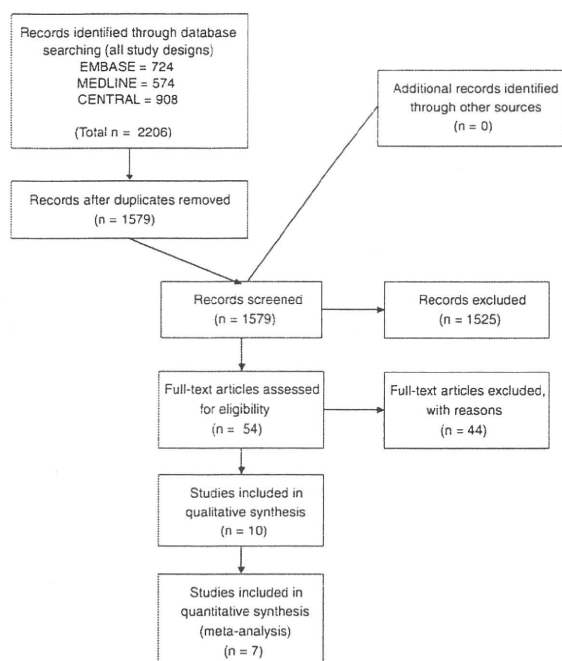 Records identified through database
searching (all study designs)
EMBASE = 724
MEDLINE = 574
CENTRAL = 908
(Total n = 2206)
Additional records identified
through other sources
(n = 0)
Records after duplicates removed
(n = 1579)
Records screened
(n = 1579)
Records excluded
(n = 1525)
Full-text articles assessed
for eligibility
(n = 54)
Full-text articles excluded,
with reasons
(n = 44)
Studies included in
qualitative synthesis
(n = 10)
Studies included in
quantitative synthesis
(meta-analysis)
(n = 7)